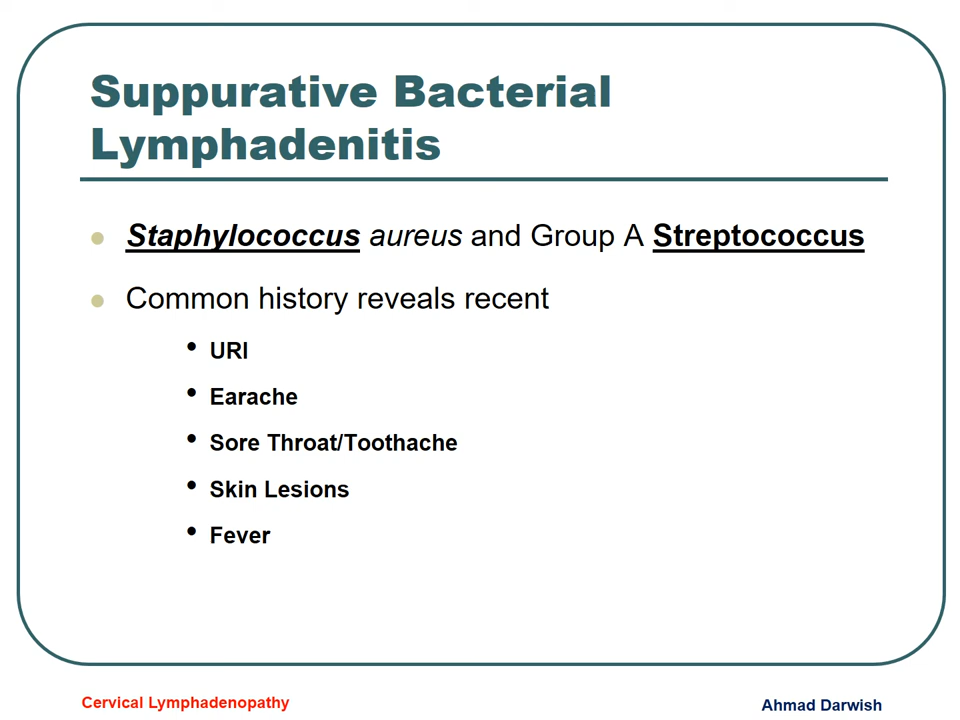 Suppurative Bacterial
Lymphadenitis
Staphylococcus aureus and Group A Streptococcus
Common history reveals recent
URI
Earache
Sore Throat/Toothache
Skin Lesions
Fever
Cervical Lymphadenopathy
Ahmad Darwish